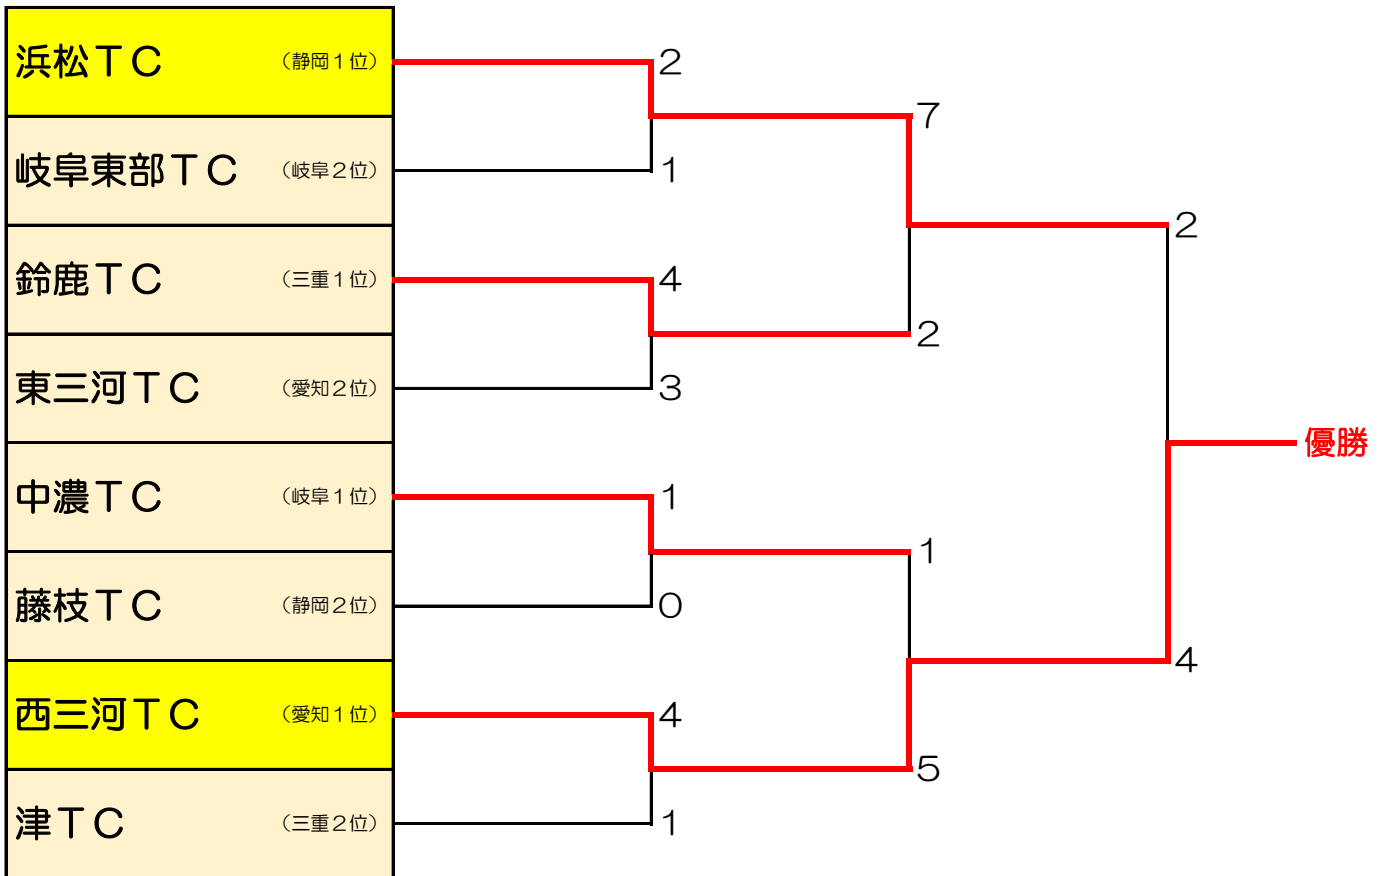 浜松ＴＣ （静岡１位）
2
7
岐阜東部ＴＣ （岐阜２位）
1
2
鈴鹿ＴＣ （三重１位）
4
2
東三河ＴＣ （愛知２位）
3
優勝
中濃ＴＣ （岐阜１位）
1
1
藤枝ＴＣ （静岡２位）
0
4
西三河ＴＣ （愛知１位）
4
5
津ＴＣ （三重２位）
1